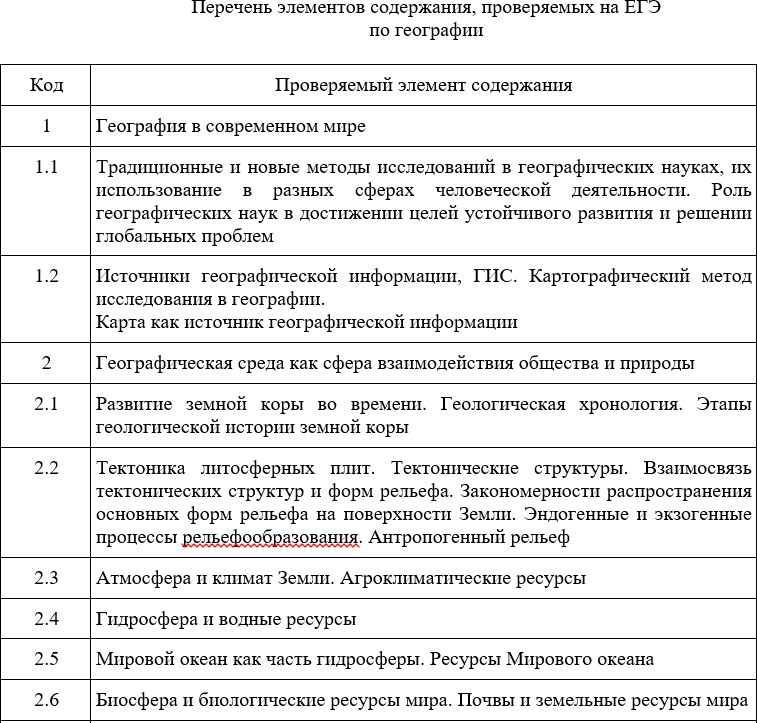 Перечень элементов содержания, проверяемых на ЕГЭ
по географии
Код Проверяемый элемент содержания
1 География в современном мире
1.1 Традиционные и новые методы исследований в географических науках, их
использование в разных сферах человеческой деятельности. Роль
географических наук в достижении целей устойчивого развития и решении
глобальных проблем
1.2 Источники географической информации, ГИС. Картографический метод
исследования в географии.
Карта как источник географической информации
2 Географическая среда как сфера взаимодействия общества и природы
2.1 Развитие земной коры во времени. Геологическая хронология. Этапы
геологической истории земной коры
2.2 Тектоника литосферных плит. Тектонические структуры. Взаимосвязь
тектонических структур и форм рельефа. Закономерности распространения
основных форм рельефа на поверхности Земли. Эндогенные и экзогенные
процессы рельефообразования. Антропогенный рельеф
2.3 Атмосфера и климат Земли. Агроклиматические ресурсы
2.4 Гидросфера и водные ресурсы
2.5 Мировой океан как часть гидросферы. Ресурсы Мирового океана
2.6 Биосфера и биологические ресурсы мира. Почвы и земельные ресурсы мира